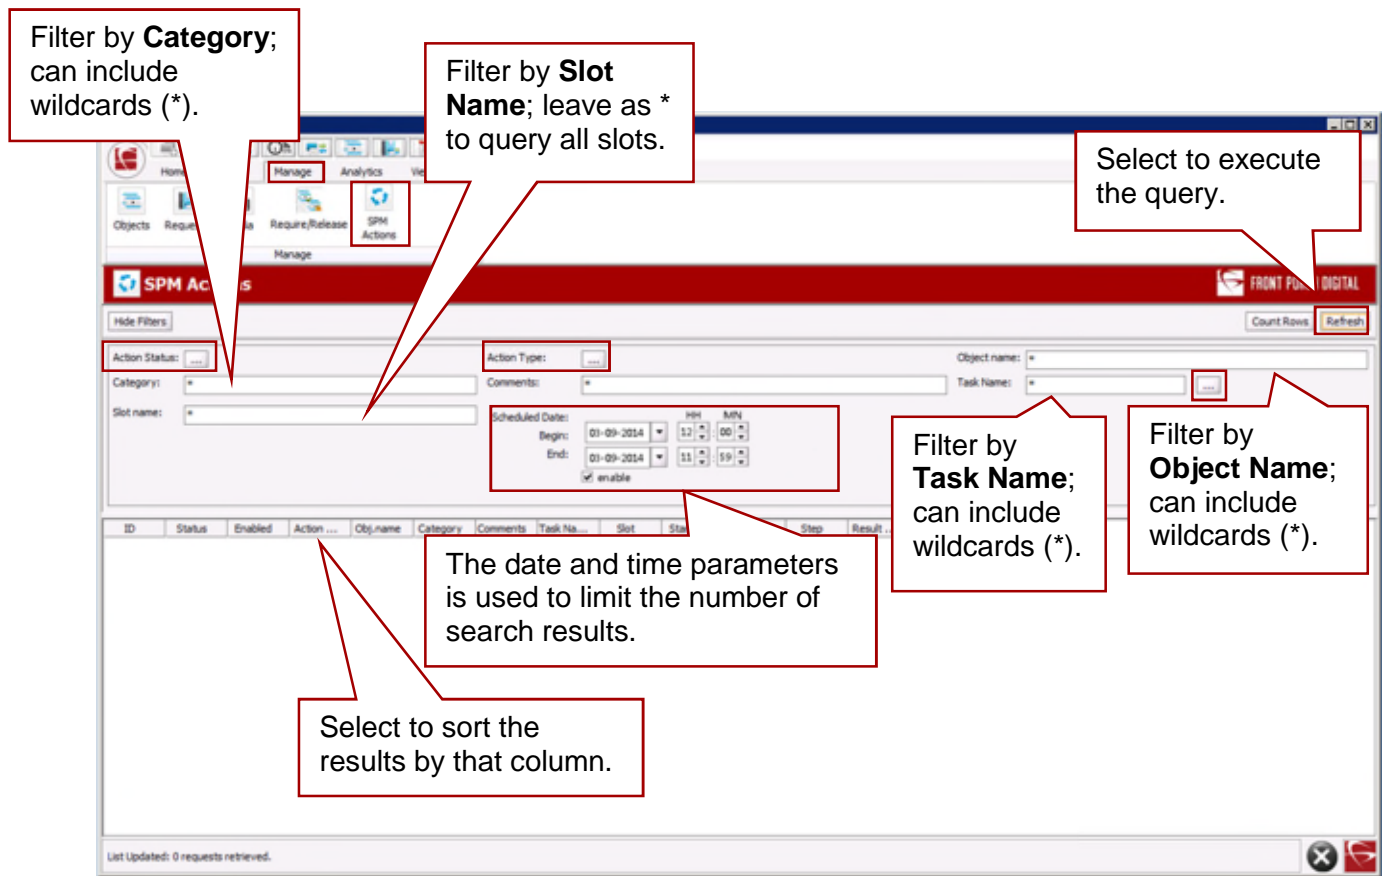 Filter by Category;
can include
wildcards (*).
Filter by Slot
Name; leave as *
to query all slots.
Select to execute
the query.
Manage
Analytics
Objects
Require/Release
SPM
Actions
Manage
SPM Ac
s
FRONT
DIGITAL
Hide Filters
Count Rows
Refresh
Action Status:
...
Action Type:
...
Object name:
*
Category:
*
Comments:
*
Task Name:
*
...
Slot name:
*
Scheduled Date:
HH
MN
Begin:
03-09-2014
12
00
End:
03-09-2014
11
59
enable
Filter by
Task Name;
can include
wildcards (*).
Filter by
Object Name;
can include
wildcards (*).
ID
Status
Enabled
Action ...
Obj.name
Category
Comments
Task Na...
Slot
Step
Result ...
The date and time parameters
is used to limit the number of
search results.
Select to sort the
results by that column.
List Updated: 0 requests retrieved.